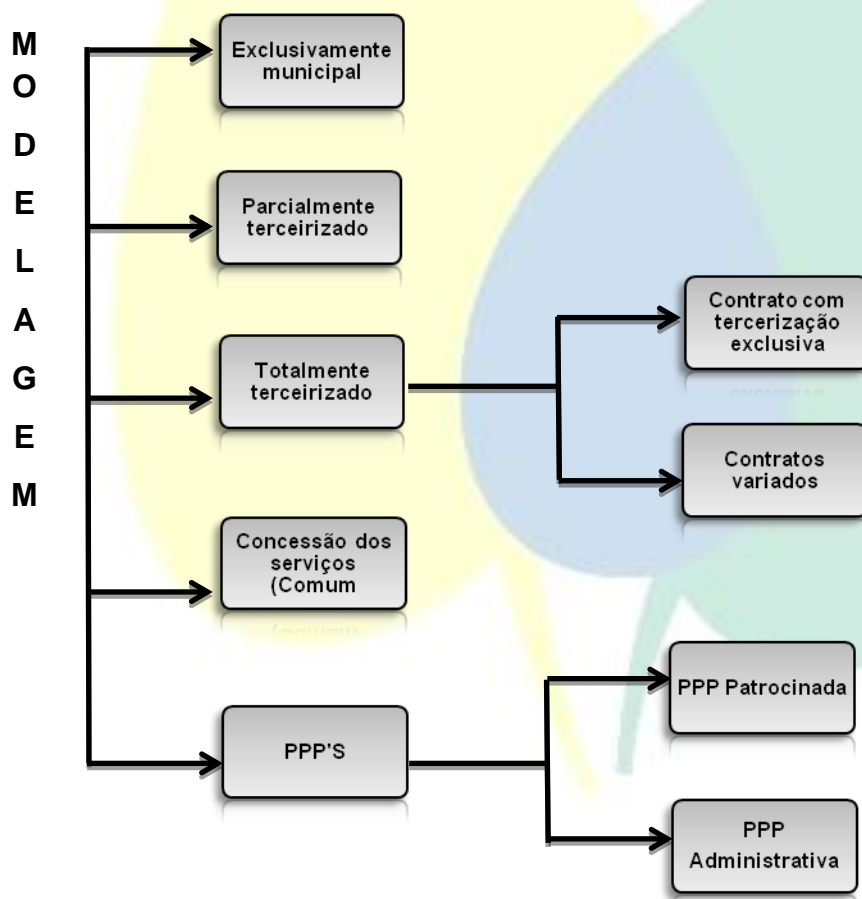 M
O
D
E
L
A
G
E
M
Exclusivamente
municipal
Parcialmente
terceirizado
Totalmente
terceirizado
Contrato com
tercerização
exclusiva
Contratos
variados
Concessão dos
serviços
(Comum
PPP'S
PPP Patrocinada
PPP
Administrativa